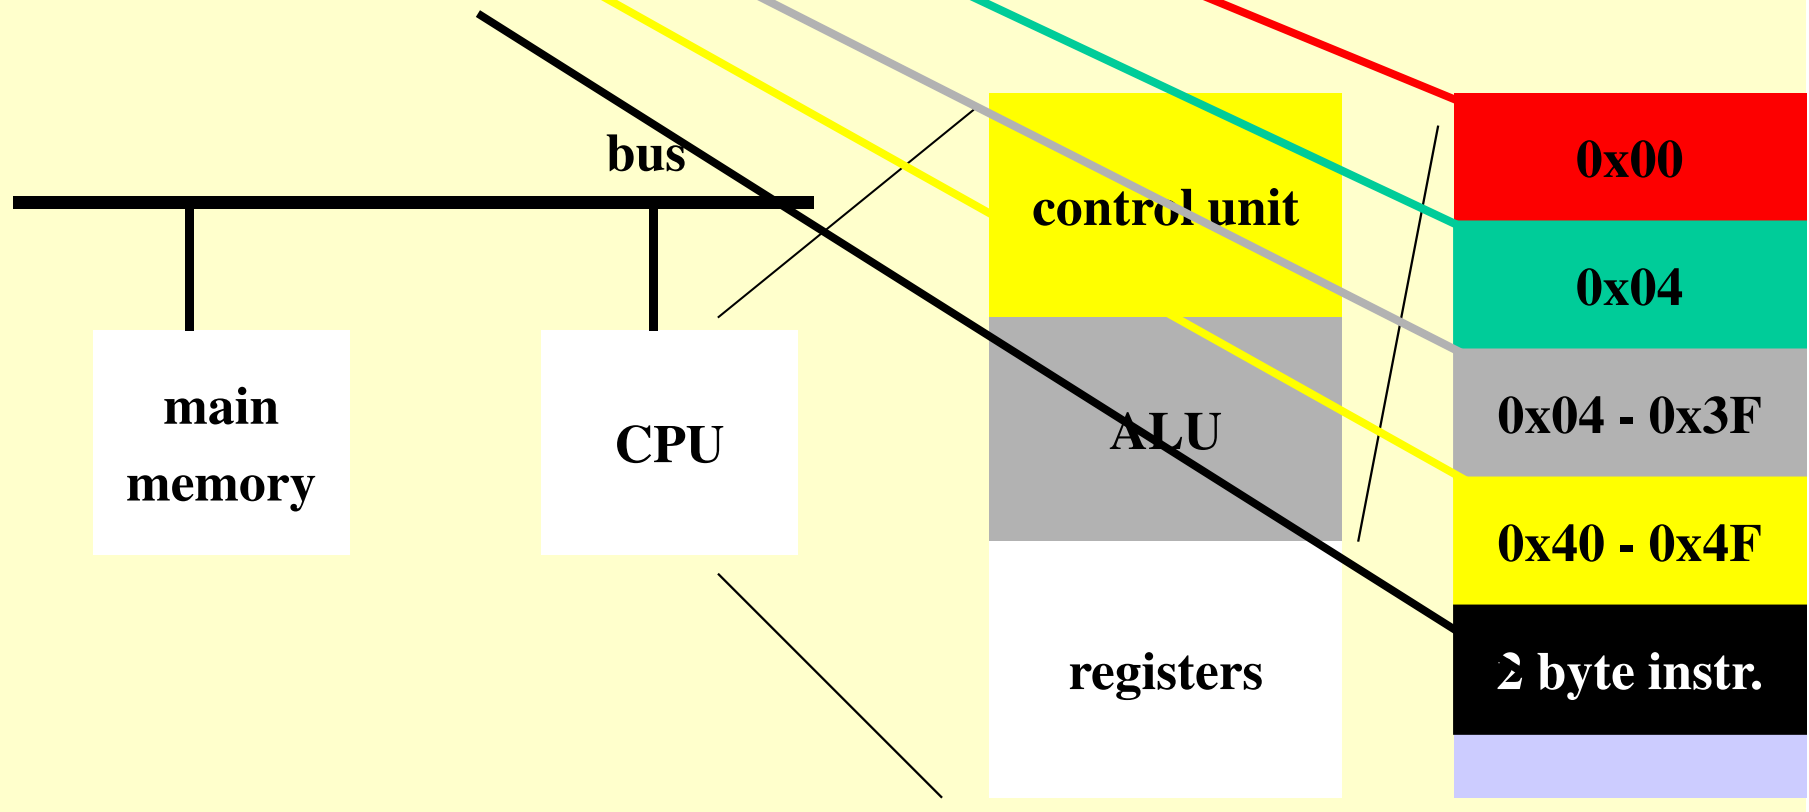 bus
main
memory
CPU
control unit
ALU
registers
0x00
0x04
0x04 - 0x3F
0x40 - 0x4F
2 byte instr.